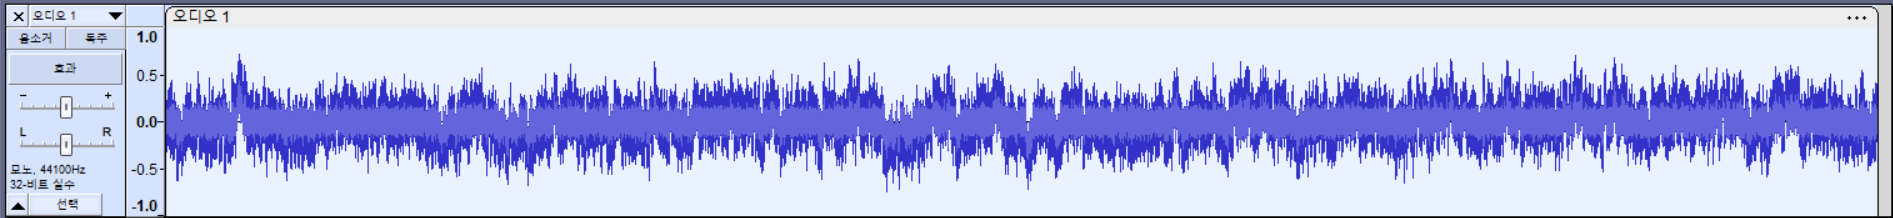 오디오 1
음소거 독주
효과
- +
L R
모노, 44100Hz
32-비트 실수
선택
1.0
0.5
0.0
-0.5
-1.0
오디오 1